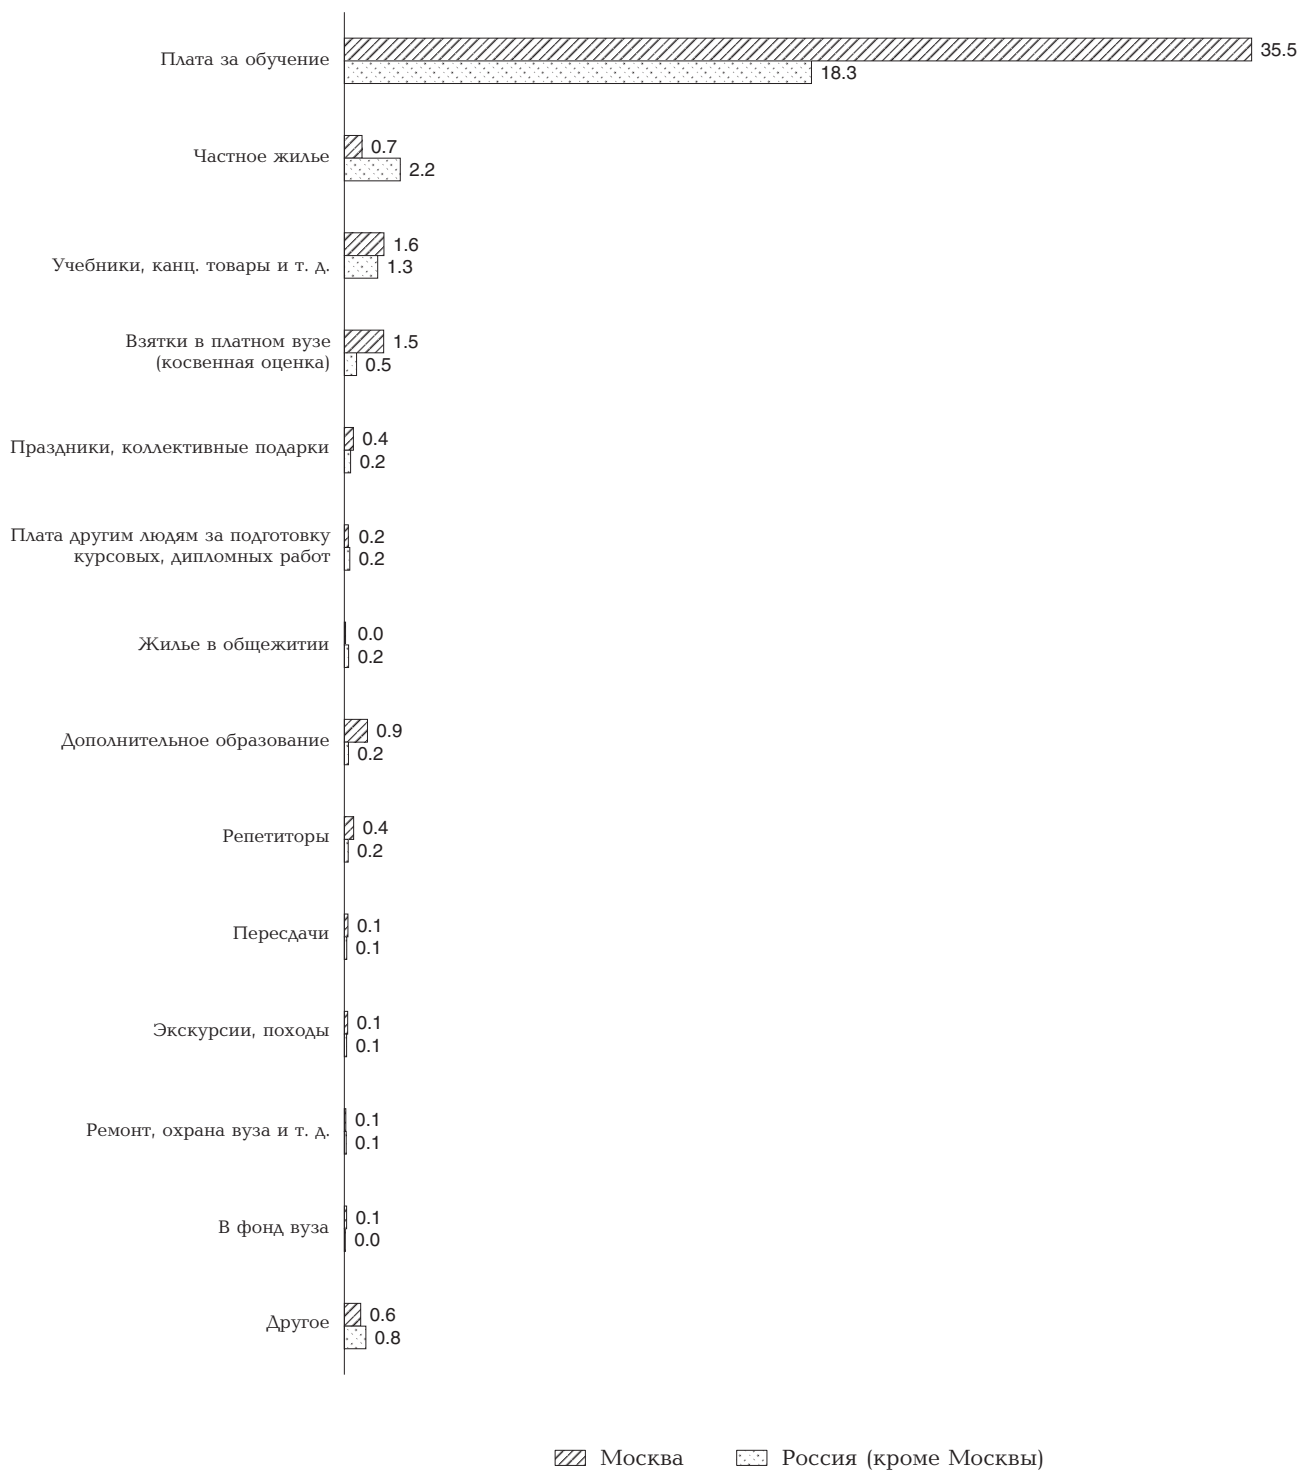 Плата за обучение
35.5
18.3
Частное жилье
0.7
2.2
Учебники, канц. товары и т. д.
1.6
1.3
Взятки в платном вузе
(косвенная оценка)
1.5
0.5
Праздники, коллективные подарки
0.4
0.2
Плата другим людям за подготовку
курсовых, дипломных работ
0.2
0.2
Жилье в общежитии
0.0
0.2
Дополнительное образование
0.9
0.2
Репетиторы
0.4
0.2
Пересдачи
0.1
0.1
Экскурсии, походы
0.1
0.1
Ремонт, охрана вуза и т. д.
0.1
0.1
В фонд вуза
0.1
0.0
Другое
0.6
0.8
Москва
Россия (кроме Москвы)